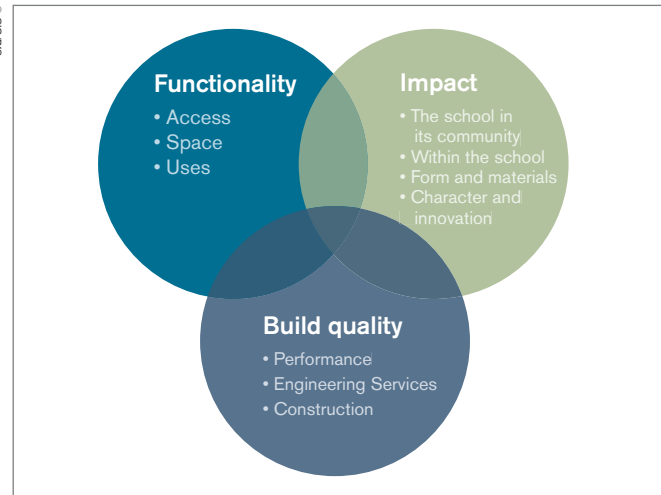 Functionality
• Access
• Space
• Uses
Impact
• The school in
its community
• Within the school
• Form and materials
• Character and
innovation
Build quality
• Performance
• Engineering Services
• Construction